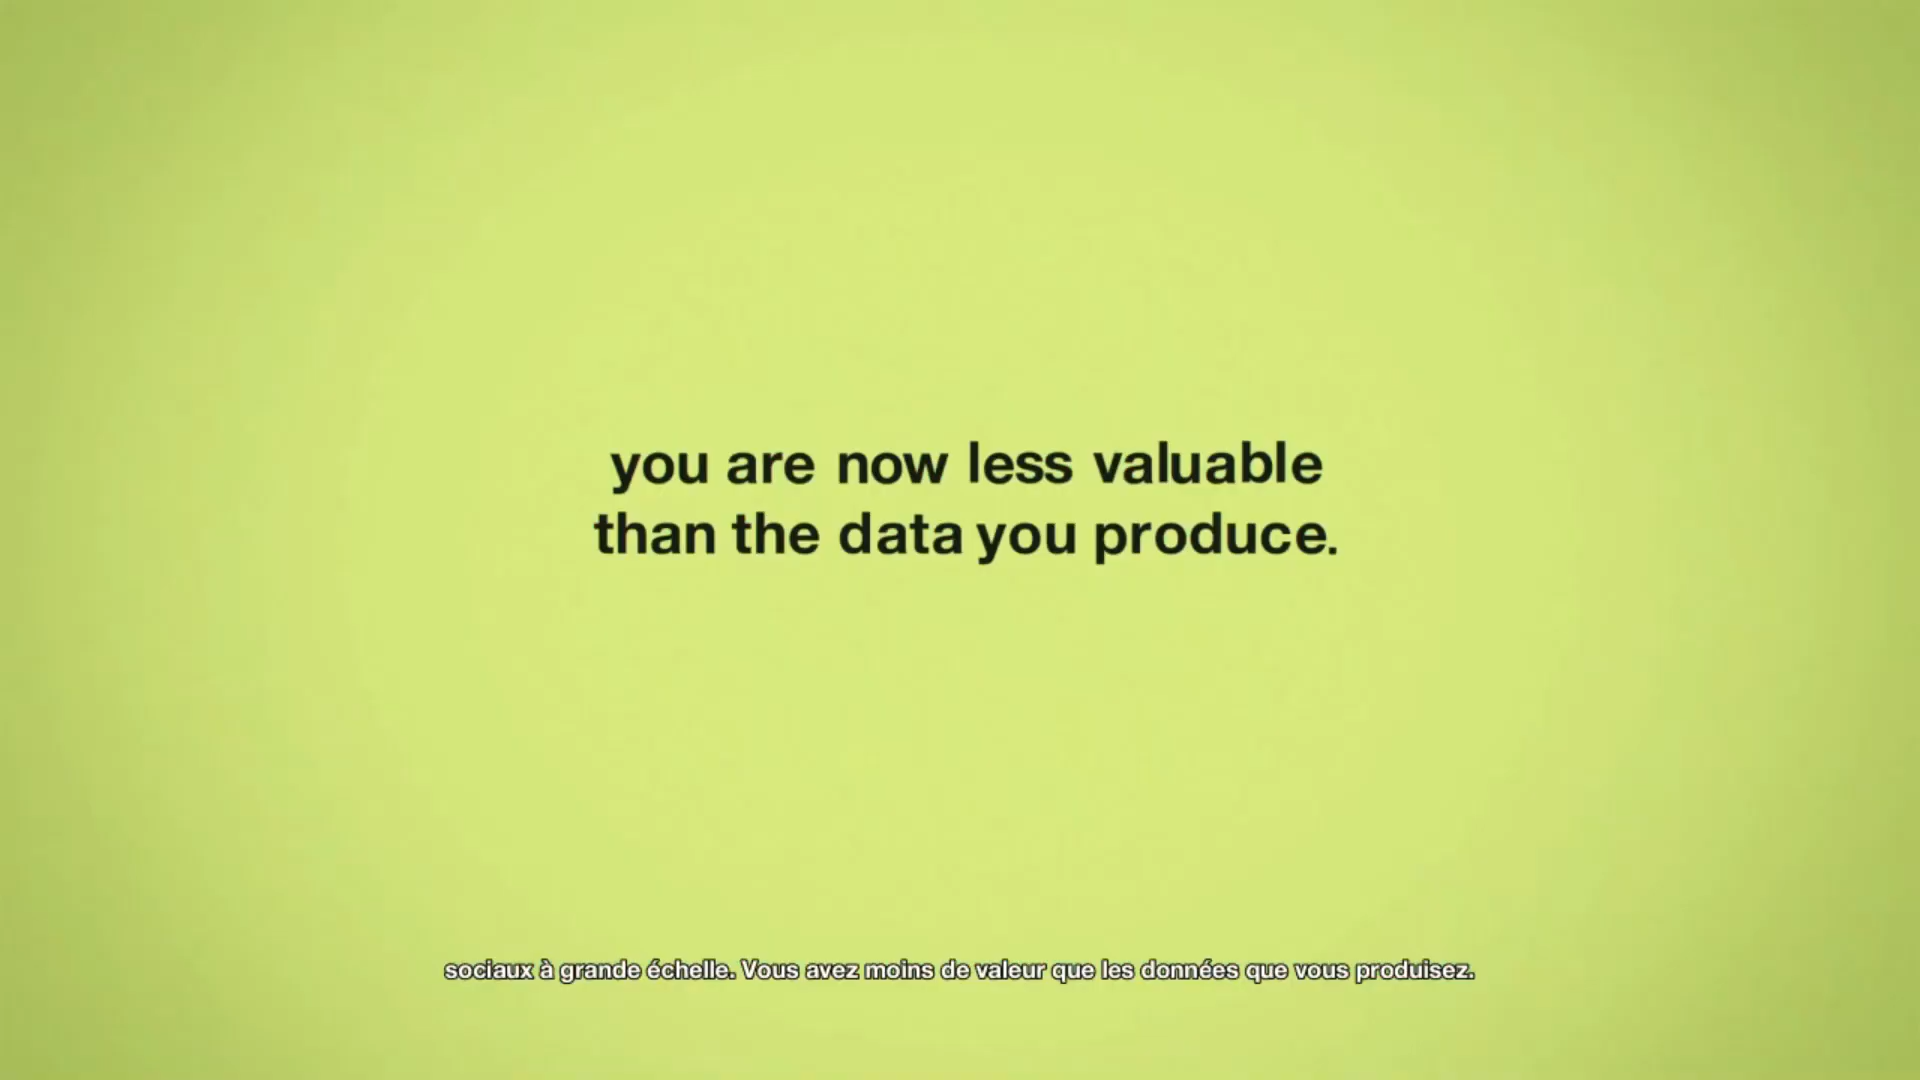 you are now less valuable
than the data you produce.
sociaux à grande échelle. Vous avez moins de valeur que les données que vous produisez.